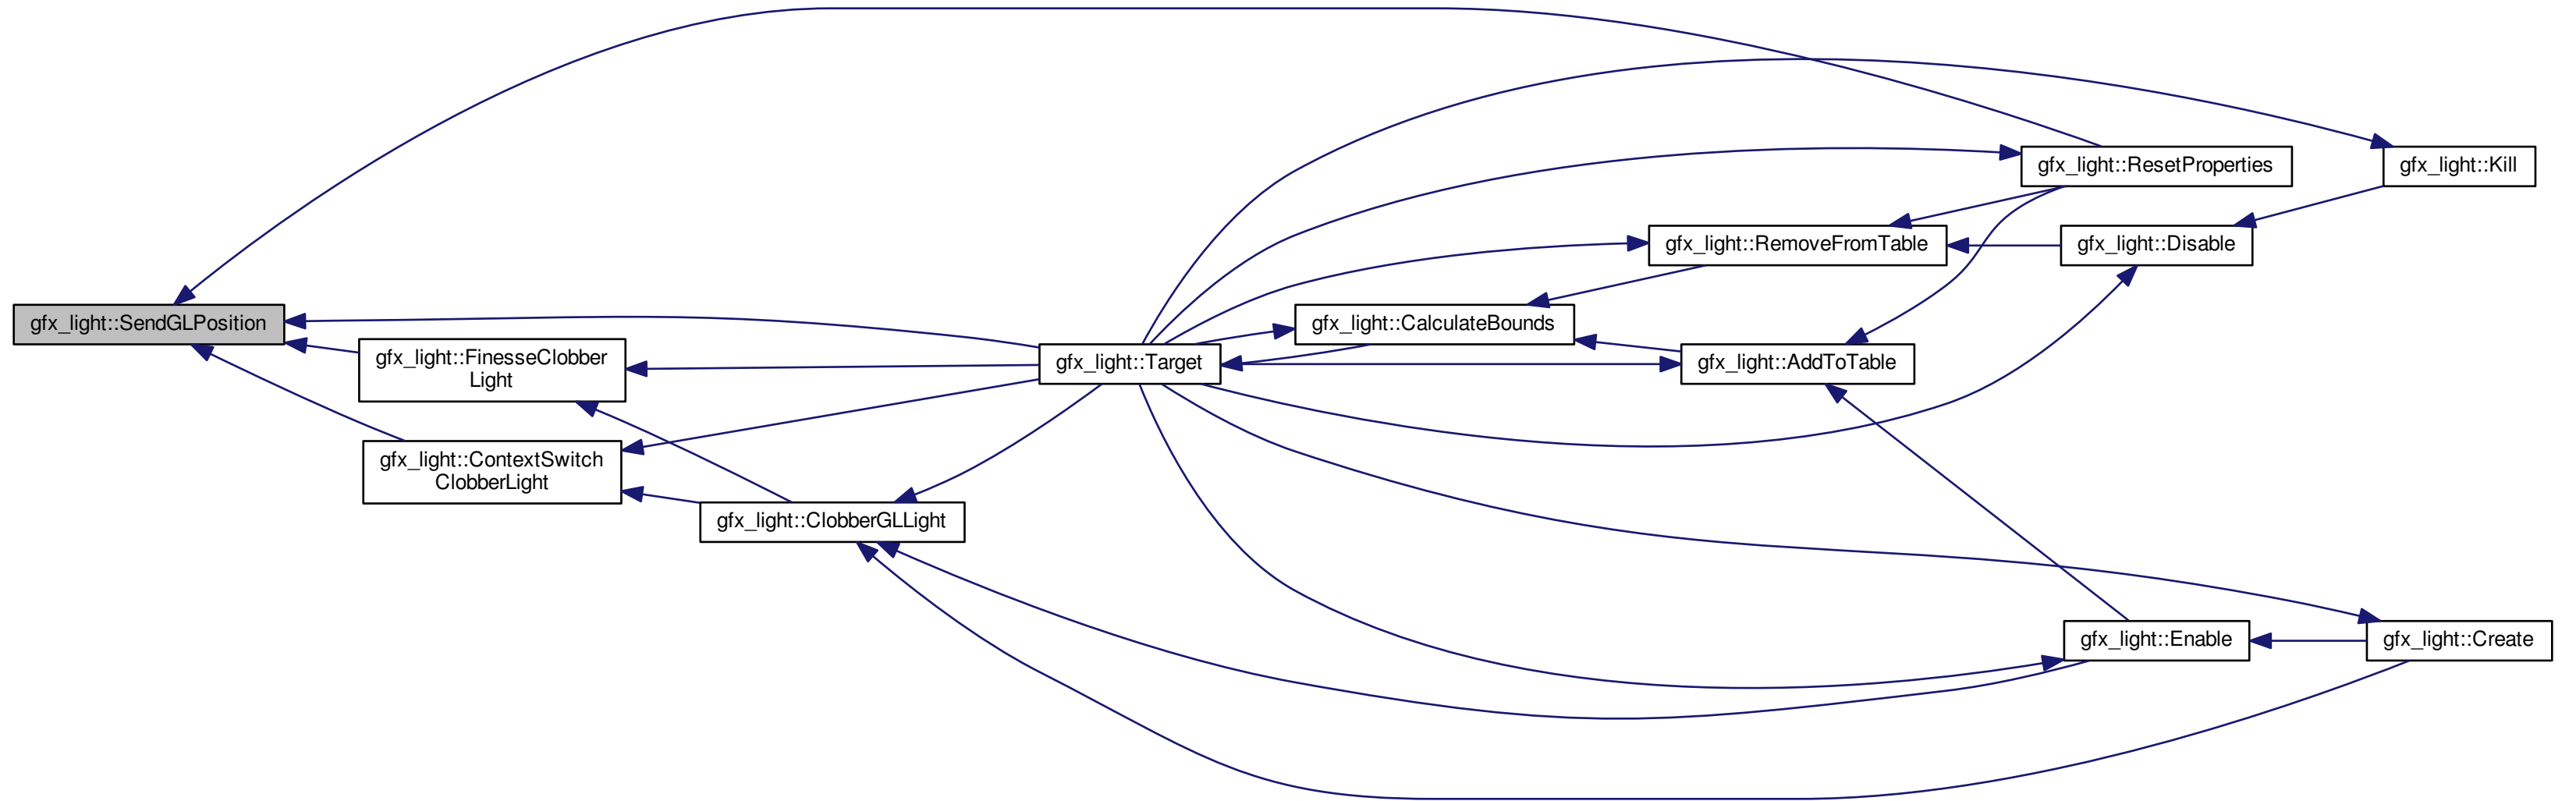 gfx_light::SendGLPosition
gfx_light::FinesseClobber
Light
gfx_light::ContextSwitch
ClobberLight
gfx_light::ClobberGLLight
gfx_light::Target
gfx_light::CalculateBounds
gfx_light::RemoveFromTable
gfx_light::AddToTable
gfx_light::ResetProperties
gfx_light::Disable
gfx_light::Enable
gfx_light::Kill
gfx_light::Create